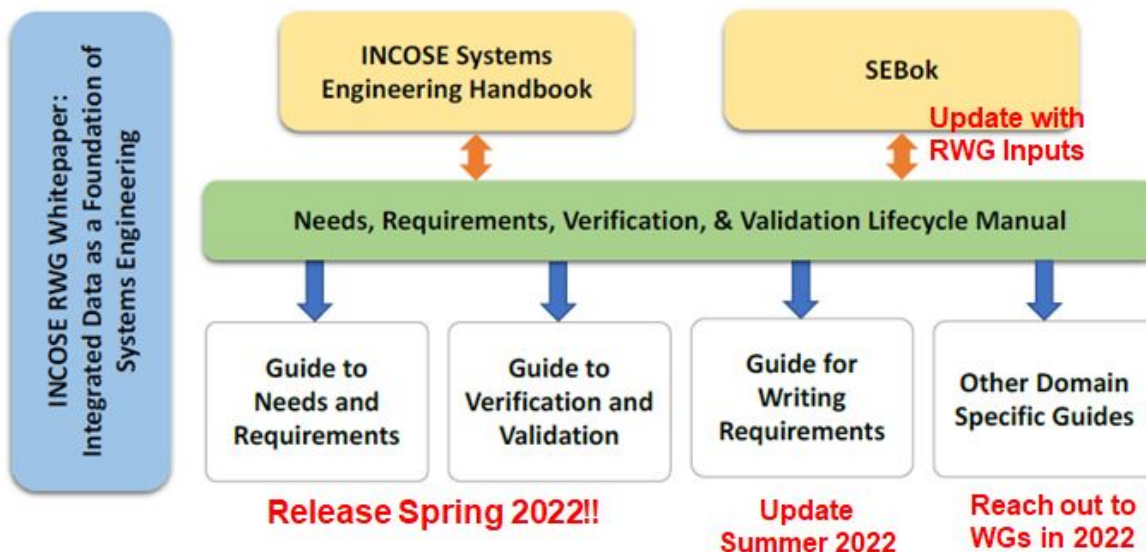 INCOSE RWG Whitepaper:
Integrated Data as a Foundation of
Systems Engineering
INCOSE Systems
Engineering Handbook
SEBok
Update with
RWG Inputs
Needs, Requirements, Verification, & Validation Lifecycle Manual
Guide to
Needs and
Requirements
Guide to
Verification and
Validation
Guide for
Writing
Requirements
Other Domain
Specific Guides
Release Spring 2022!!
Update
Summer 2022
Reach out to
WGs in 2022